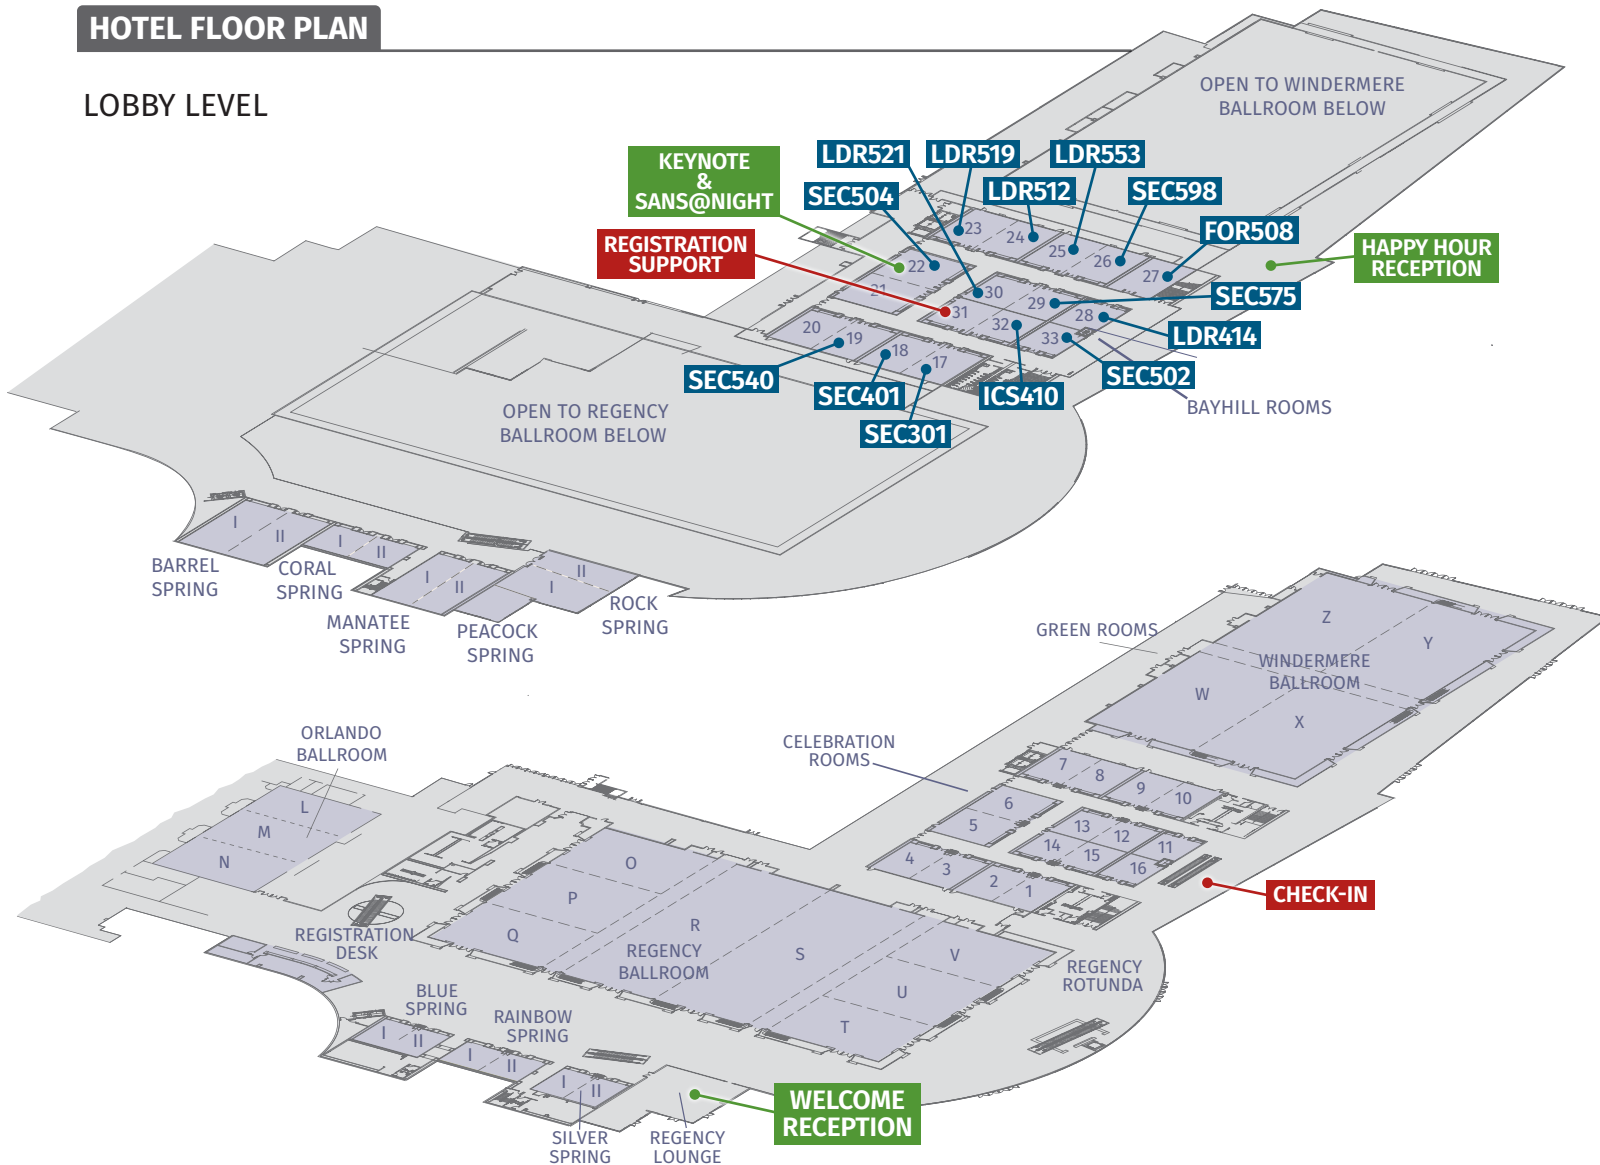 HOTEL FLOOR PLAN
LOBBY LEVEL
OPEN TO WINDERMERE
BALLROOM BELOW
KEYNOTE
&
SANS@NIGHT
LDR521
LDR519
LDR553
SEC504
LDR512
SEC598
REGISTRATION
SUPPORT
FOR508
HAPPY HOUR
RECEPTION
23
24
25
26
27
22
21
30
29
28
31
32
33
20
19
18
17
SEC575
LDR414
SEC502
SEC540
SEC401
ICS410
SEC301
BAYHILL ROOMS
OPEN TO REGENCY
BALLROOM BELOW
I
II
I
II
I
II
I
II
BARREL
SPRING
CORAL
SPRING
MANATEE
SPRING
PEACOCK
SPRING
ROCK
SPRING
GREEN ROOMS
Z
Y
WINDERMERE
BALLROOM
W
X
ORLANDO
BALLROOM
CELEBRATION
ROOMS
7
8
9
10
6
5
13
12
11
14
15
16
4
3
2
1
L
M
N
CHECK-IN
O
P
Q
R
REGENCY
BALLROOM
S
V
U
T
REGISTRATION
DESK
REGENCY
ROTUNDA
BLUE
SPRING
I
II
RAINBOW
SPRING
I
II
I
II
SILVER
SPRING
REGENCY
LOUNGE
WELCOME
RECEPTION